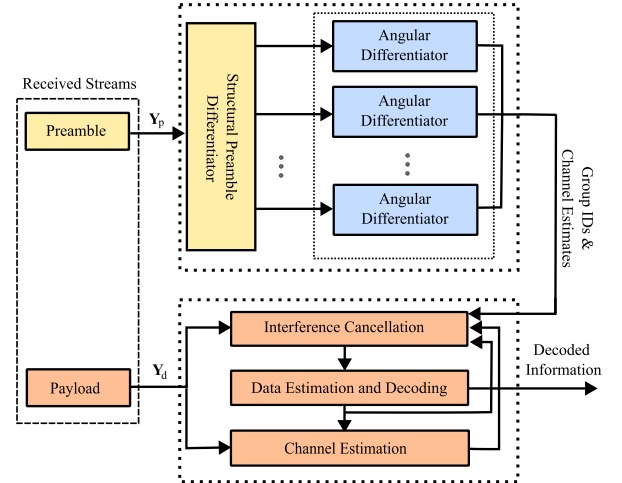 Received Streams
Preamble
Y_p
Structural Preamble
Differentiator
Angular
Differentiator
Angular
Differentiator
Angular
Differentiator
Group IDs &
Channel Estimates
Payload
Y_d
Interference Cancellation
Data Estimation and Decoding
Channel Estimation
Decoded
Information